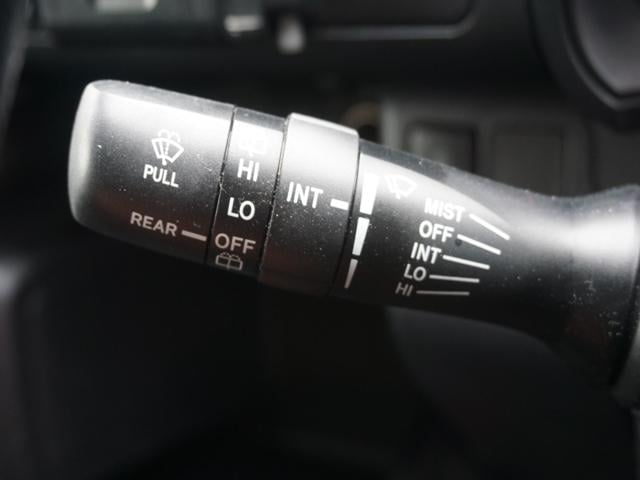 PULL
REAR
HI
LO
OFF
INT
MIST
OFF
INT
LO
HI